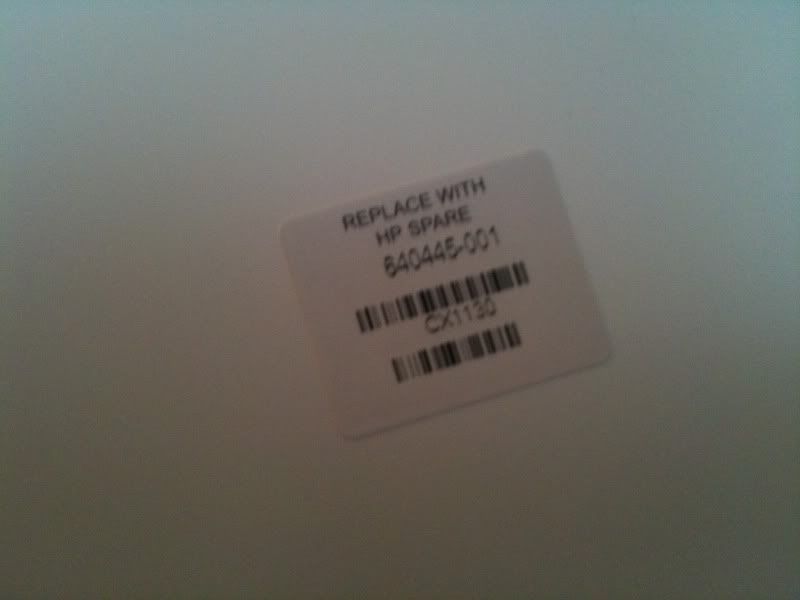 REPLACE WITH
HP SPARE
640445-001
CX1130